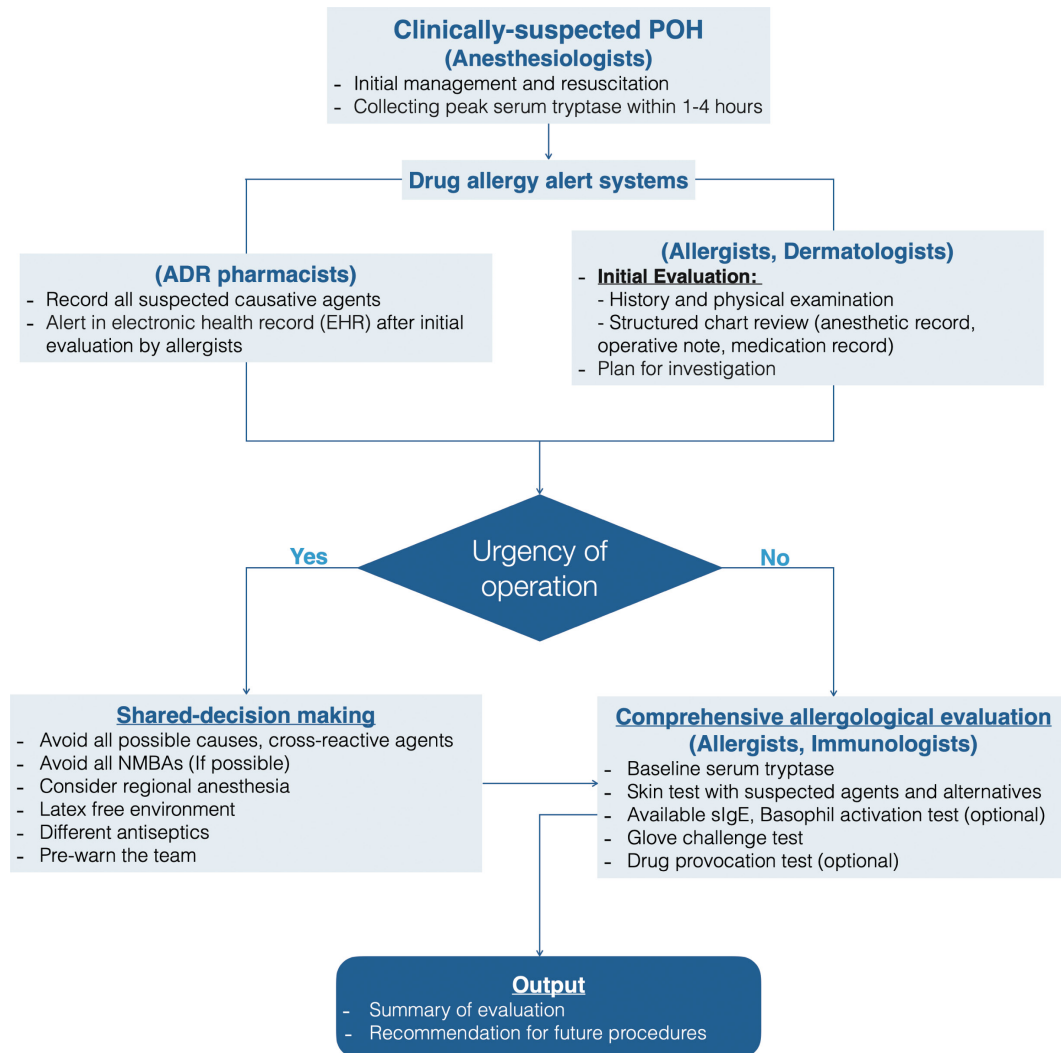 Clinically-suspected POH
(Anesthesiologists)
- Initial management and resuscitation
- Collecting peak serum tryptase within 1-4 hours
Drug allergy alert systems
(ADR pharmacists)
- Record all suspected causative agents
- Alert in electronic health record (EHR) after initial
evaluation by allergists
(Allergists, Dermatologists)
- Initial Evaluation:
- History and physical examination
- Structured chart review (anesthetic record,
operative note, medication record)
- Plan for investigation
Urgency of
operation
Yes
No
Shared-decision making
- Avoid all possible causes, cross-reactive agents
- Avoid all NMBAs (If possible)
- Consider regional anesthesia
- Latex free environment
- Different antiseptics
- Pre-warn the team
Comprehensive allergological evaluation
(Allergists, Immunologists)
- Baseline serum tryptase
- Skin test with suspected agents and alternatives
- Available sIgE, Basophil activation test (optional)
- Glove challenge test
- Drug provocation test (optional)
Output
- Summary of evaluation
- Recommendation for future procedures